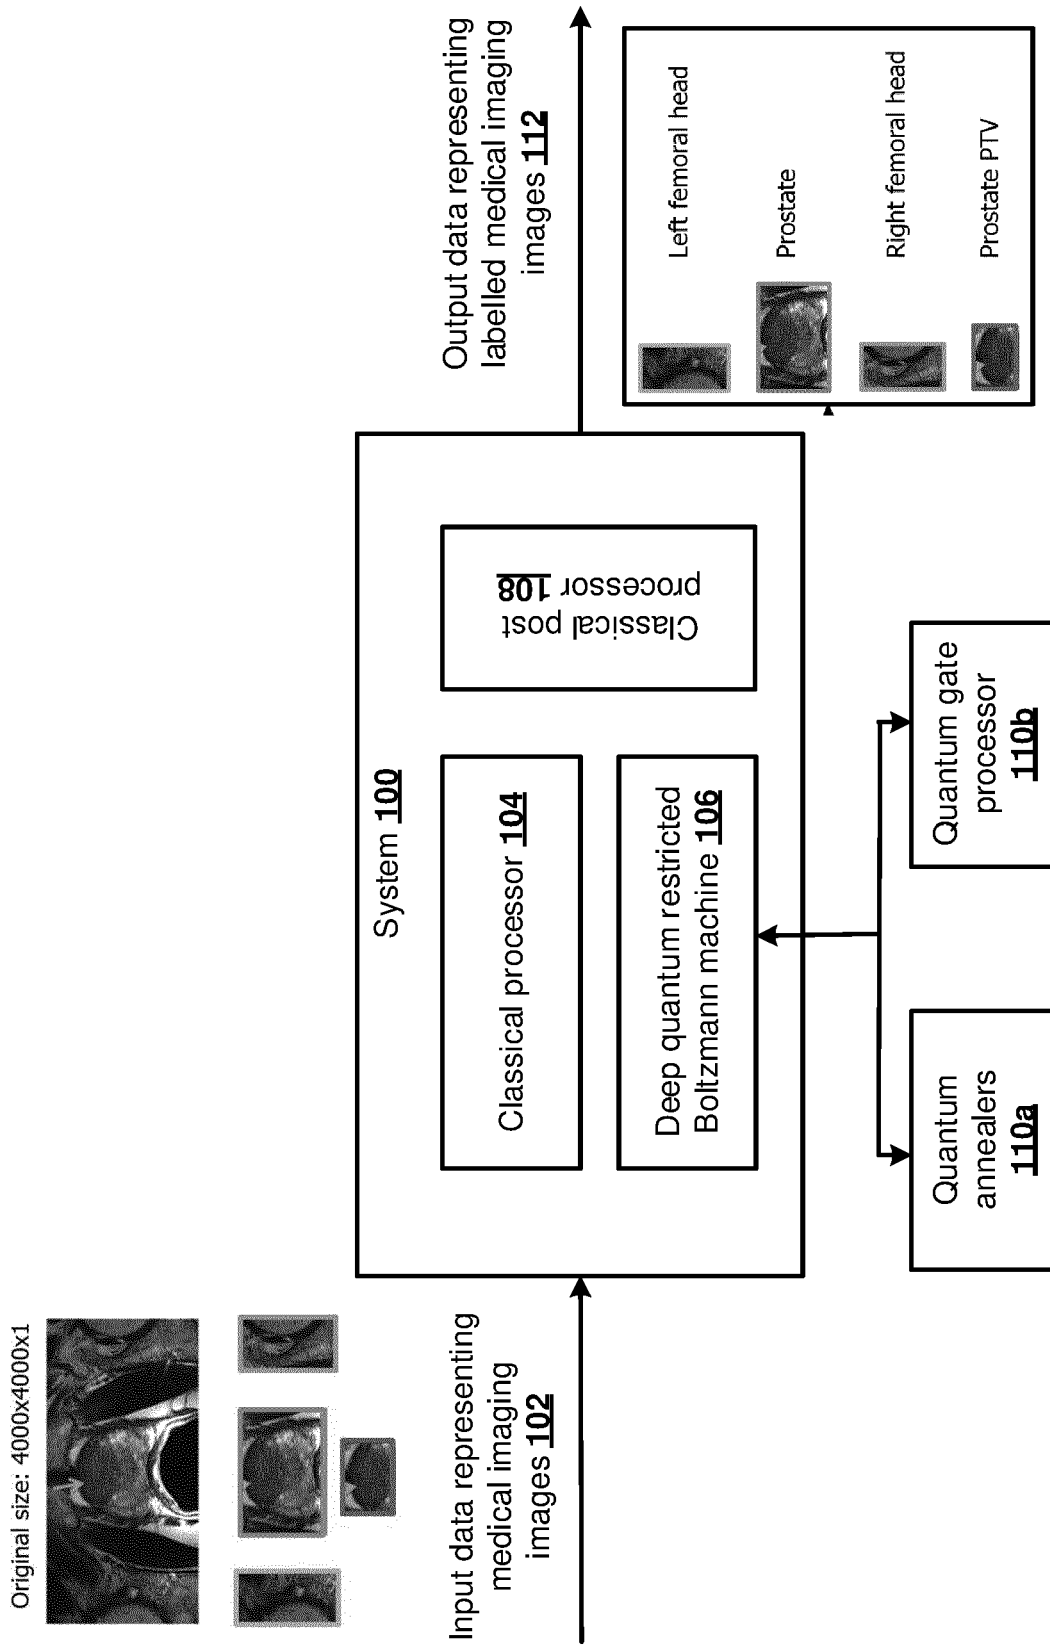 Original size: 4000x4000x1
Input data representing
medical imaging
images 102
System 100
Classical processor 104
Deep quantum restricted
Boltzmann machine 106
Classical post
processor 108
Quantum
annealers
110a
Quantum gate
processor
110b
Output data representing
labelled medical imaging
images 112
Left femoral head
Prostate
Right femoral head
Prostate PTV